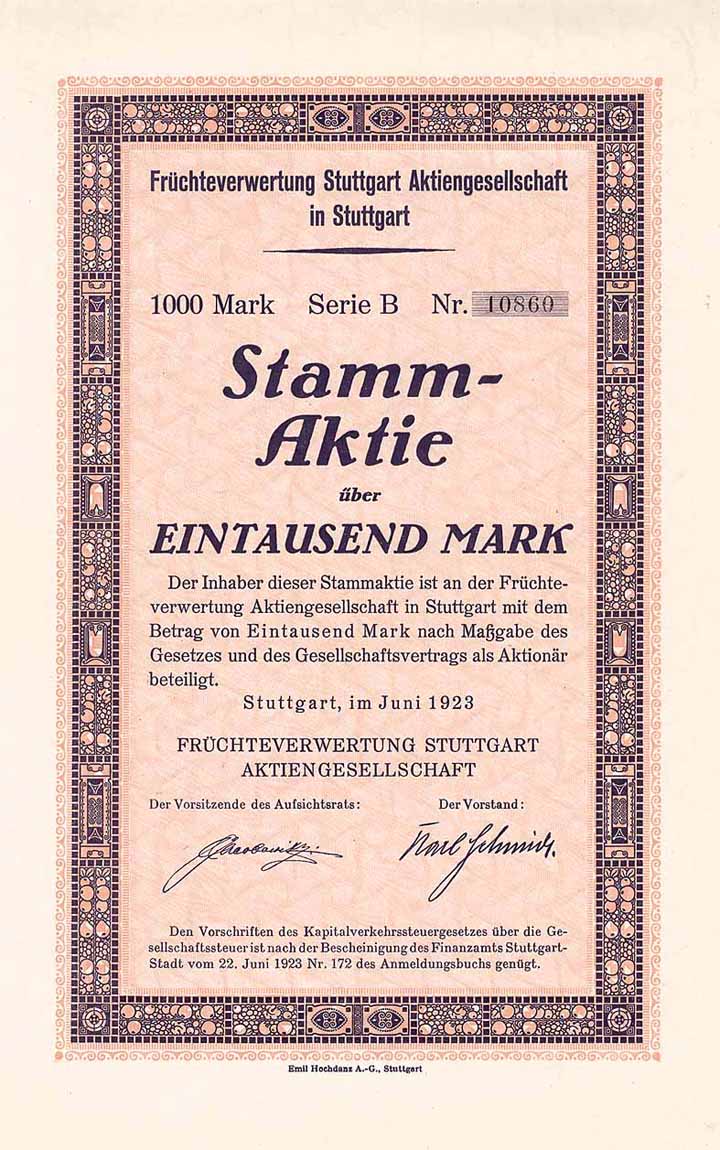 Früchteverwertung Stuttgart Aktiengesellschaft
in Stuttgart
1000 Mark Serie B Nr. 10860
Stamm-
Aktie
über
EINTAUSEND MARK
Der Inhaber dieser Stammaktie ist an der Früchte-
verwertung Aktiengesellschaft in Stuttgart mit dem
Betrag von Eintausend Mark nach Maßgabe des
Gesetzes und des Gesellschaftsvertrags als Aktionär
beteiligt.
Stuttgart, im Juni 1923
FRÜCHTEVERWERTUNG STUTTGART
AKTIENGESELLSCHAFT
Der Vorsitzende des Aufsichtsrats: Der Vorstand:
Karl Schmidt.
Den Vorschriften des Kapitalverkehrssteuergesetzes über die Ge-
sellschaftssteuer ist nach der Bescheinigung des Finanzamts Stuttgart-
Stadt vom 22. Juni 1923 Nr. 172 des Anmeldungsbuchs genügt.
Emil Hochdanz A.-G., Stuttgart